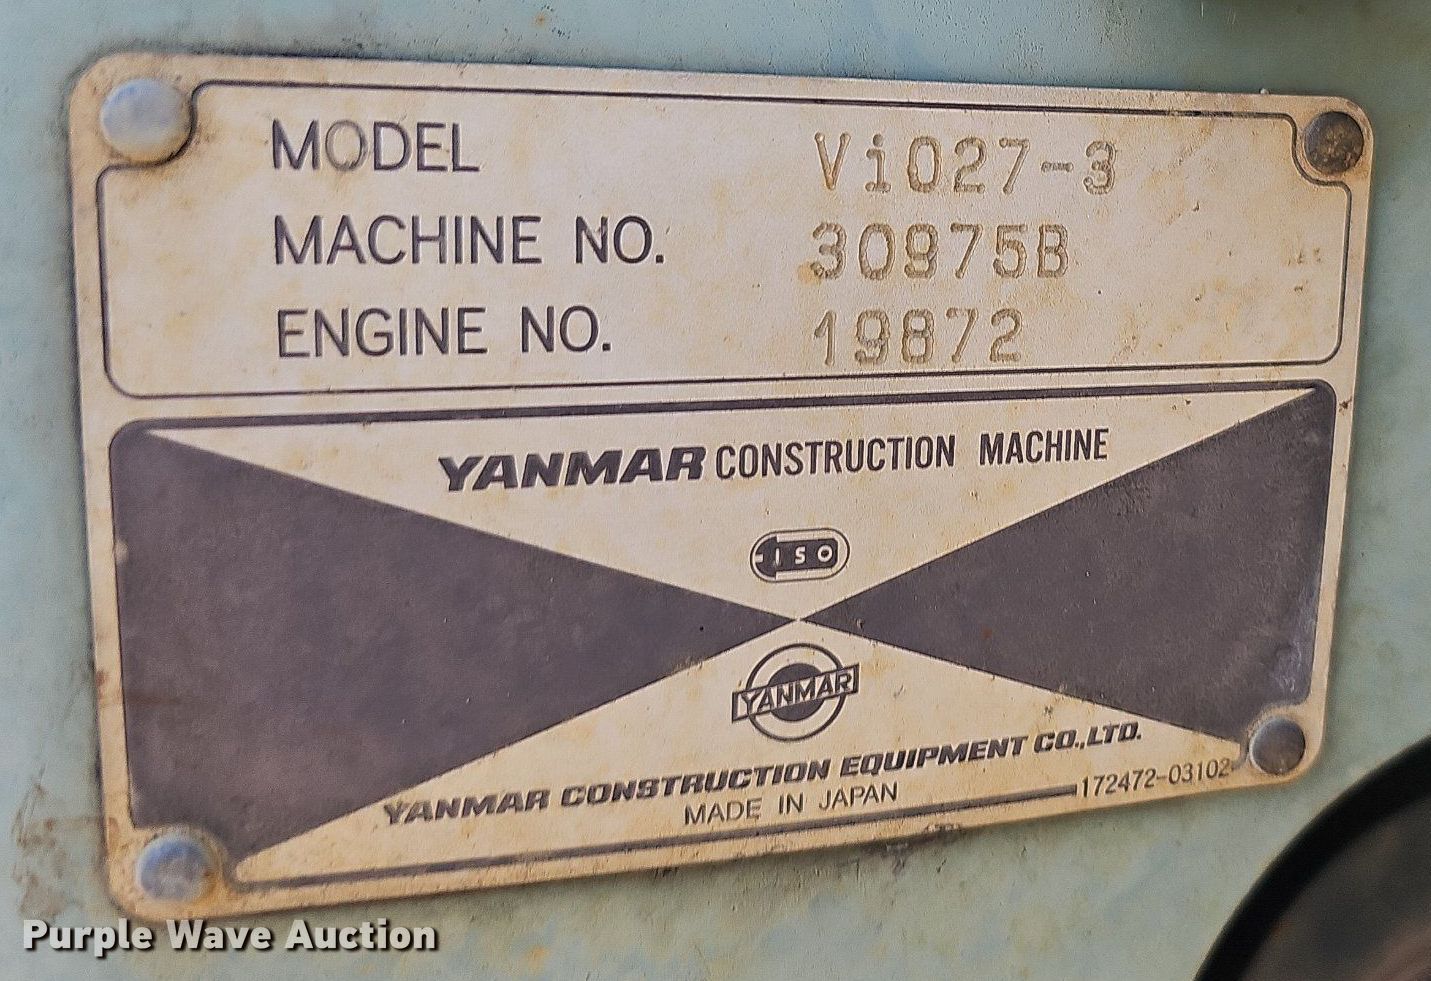 MODEL ViO27-3
MACHINE NO. 30975B
ENGINE NO. 19872
YANMAR CONSTRUCTION MACHINE
ISO
YANMAR
YANMAR CONSTRUCTION EQUIPMENT CO.,LTD.
MADE IN JAPAN
172472-03102
Purple Wave Auction